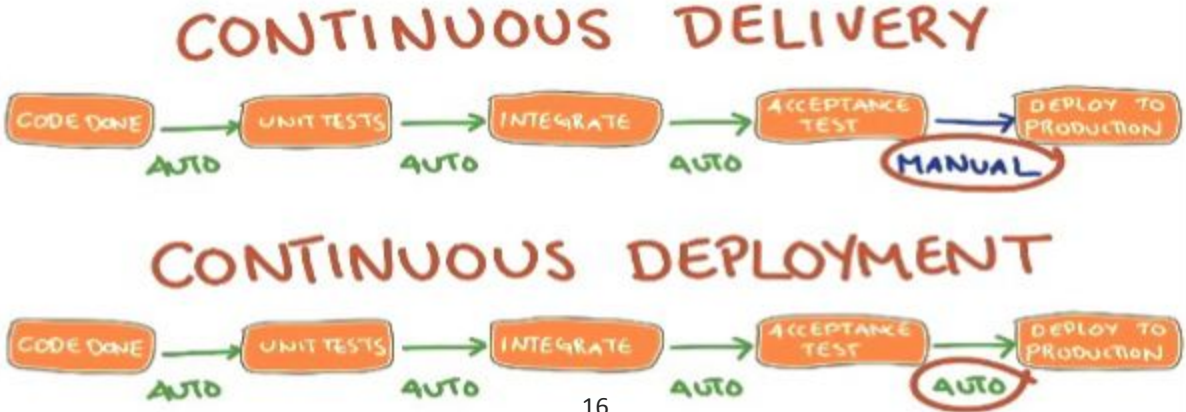 CONTINUOUS DELIVERY
CODE DONE
UNIT TESTS
INTEGRATE
ACCEPTANCE
TEST
DEPLOY TO
PRODUCTION
AUTO
AUTO
AUTO
MANUAL
CONTINUOUS DEPLOYMENT
CODE DONE
UNIT TESTS
INTEGRATE
ACCEPTANCE
TEST
DEPLOY TO
PRODUCTION
AUTO
AUTO
AUTO
AUTO
16